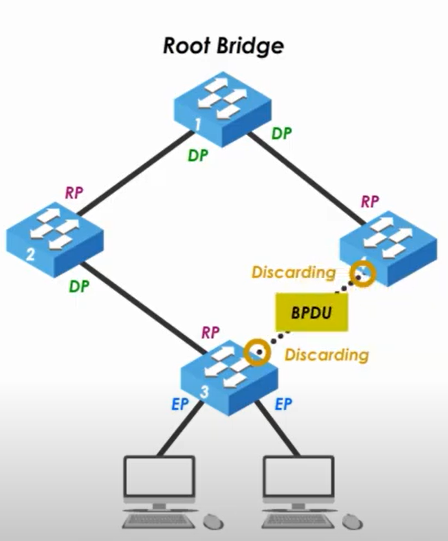 Root Bridge
1
DP
DP
RP
RP
2
Discarding
DP
BPDU
RP
Discarding
3
EP
EP